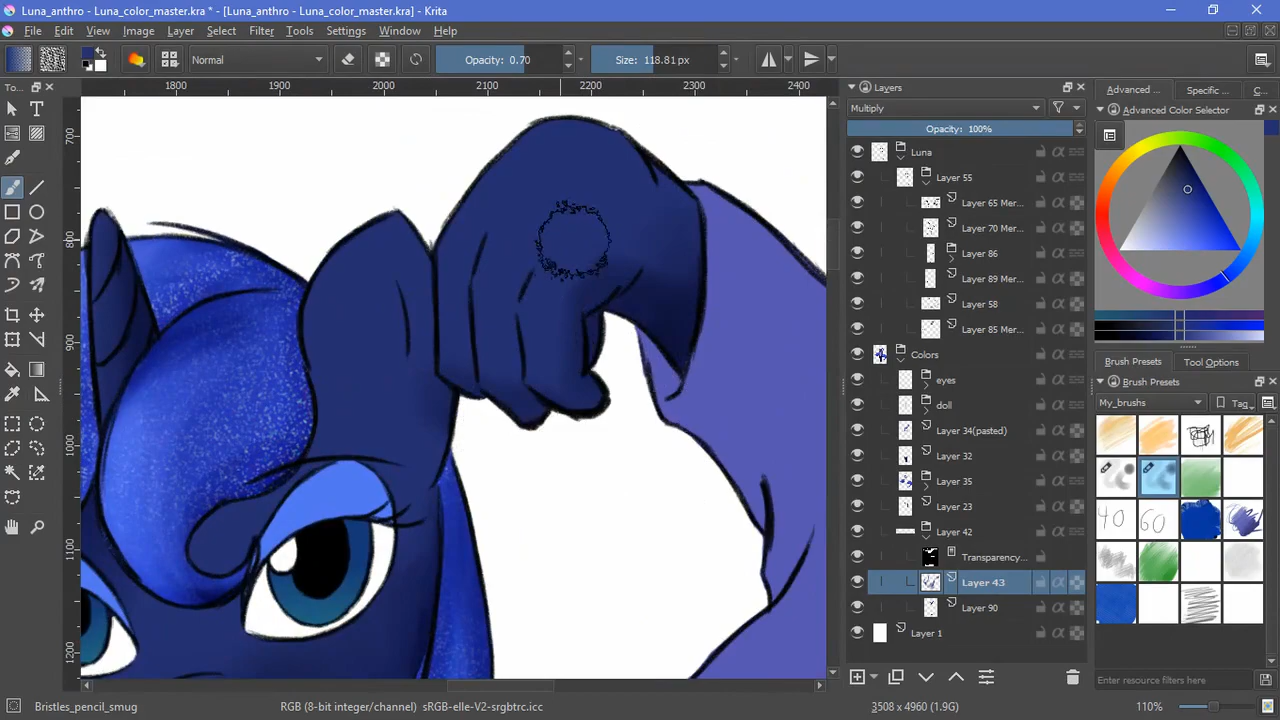 Luna_anthro - Luna_color_master.kra * - [Luna_anthro - Luna_color_master.kra] - Krita
File Edit View Image Layer Select Filter Tools Settings Window Help
Normal Opacity: 0.70 Size: 118.81 px
To...
1800 1900 2000 2100 2200 2300 2400
700
800
900
1000
1100
1200
Layers
Multiply
Opacity: 100%
Luna
Layer 55
Layer 65 Mer...
Layer 70 Mer...
Layer 86
Layer 89 Mer...
Layer 58
Layer 85 Mer...
Colors
eyes
doll
Layer 34(pasted)
Layer 32
Layer 35
Layer 23
Layer 42
Transparency...
Layer 43
Layer 90
Layer 1
Advanced ... Specific ... C...
Advanced Color Selector
Brush Presets Tool Options
Brush Presets
My_brushs Tag
40 60
Enter resource filters here
Bristles_pencil_smug RGB (8-bit integer/channel) sRGB-elle-V2-srgbtrc.icc 3508 x 4960 (1.9G) 110%